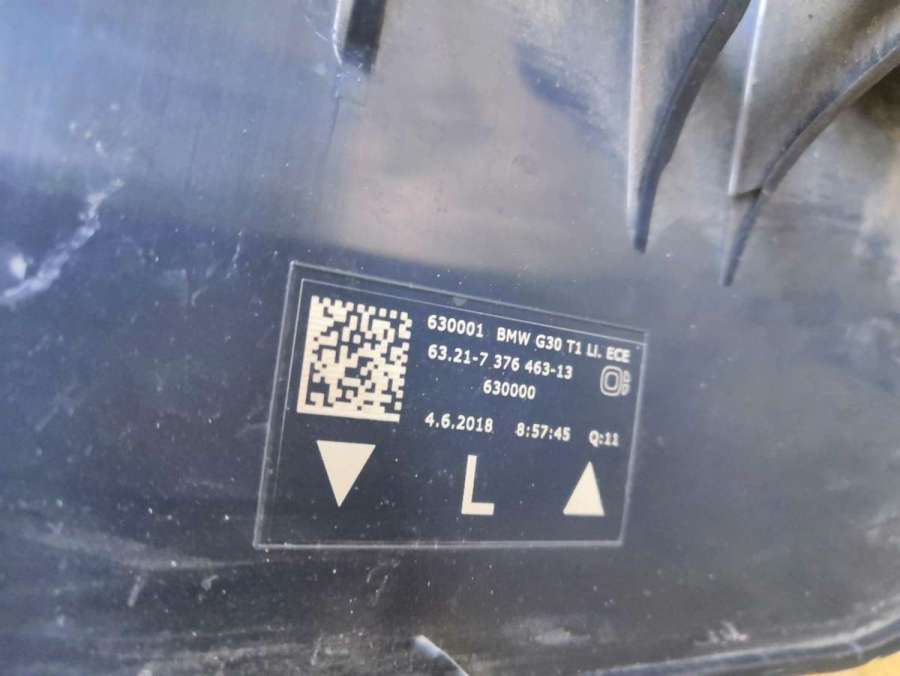 630001 BMW G30 T1 Li. ECE
63.21-7 376 463-13
630000
4.6.2018 8:57:45 Q:11
L